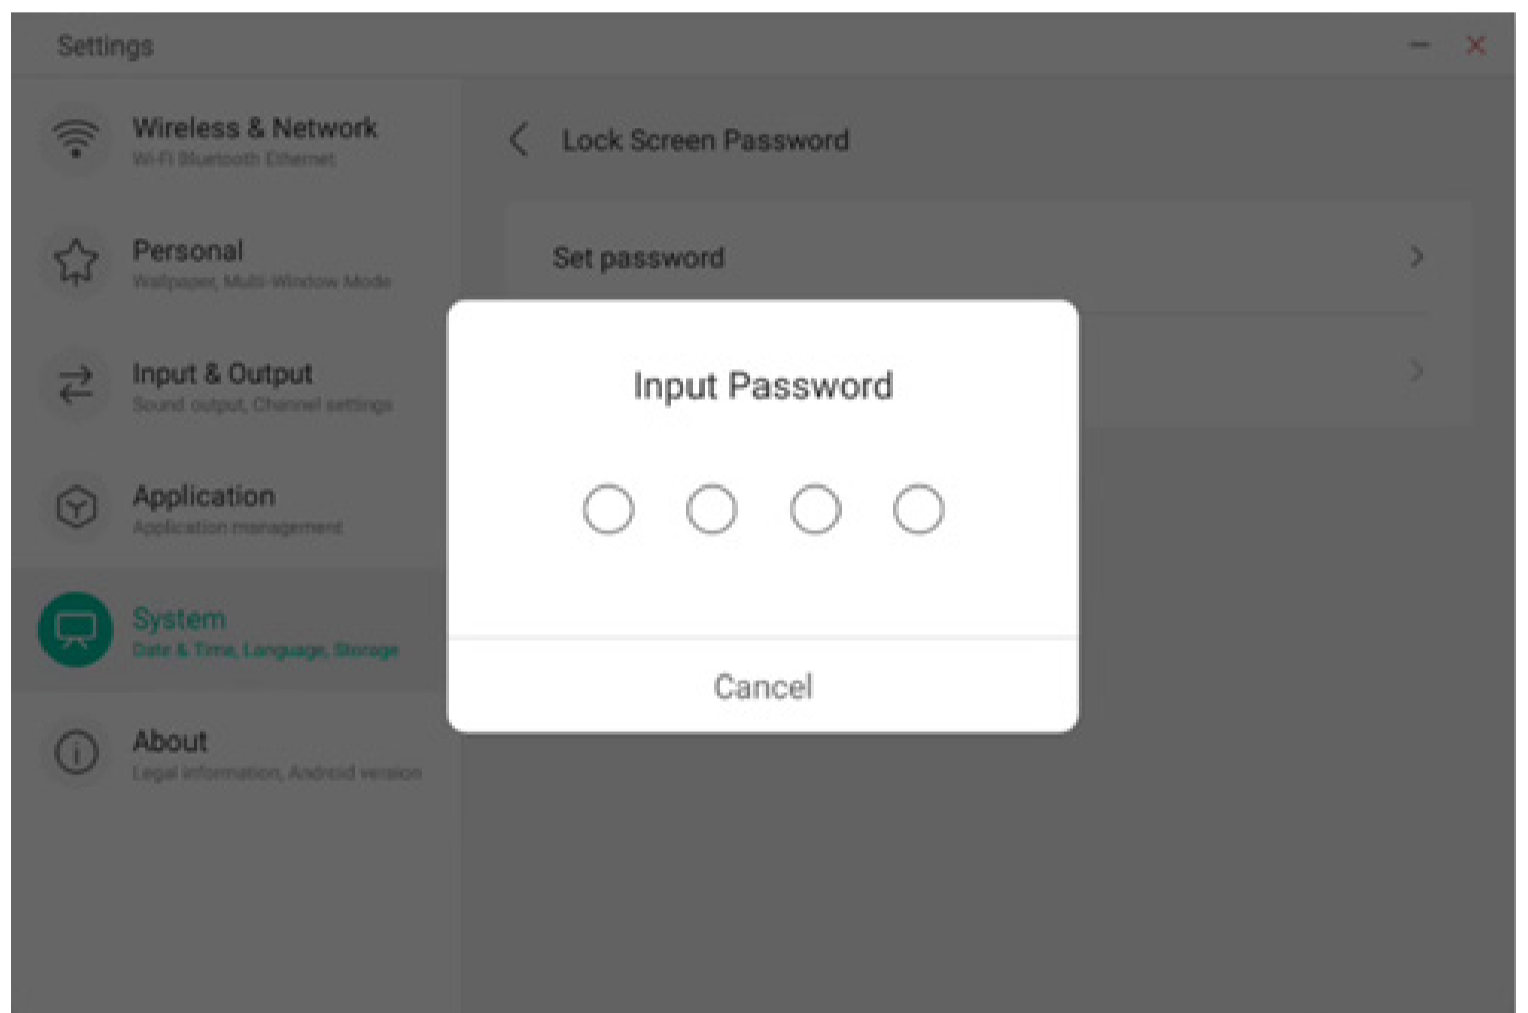 Settings
Wireless & Network
Wi-Fi Bluetooth Ethernet
Personal
Wallpaper, Multi-Window Mode
Input & Output
Sound output, Channel settings
Application
Application management
System
Date & Time, Language, Storage
About
Legal information, Android version
Lock Screen Password
Set password
Input Password
Cancel